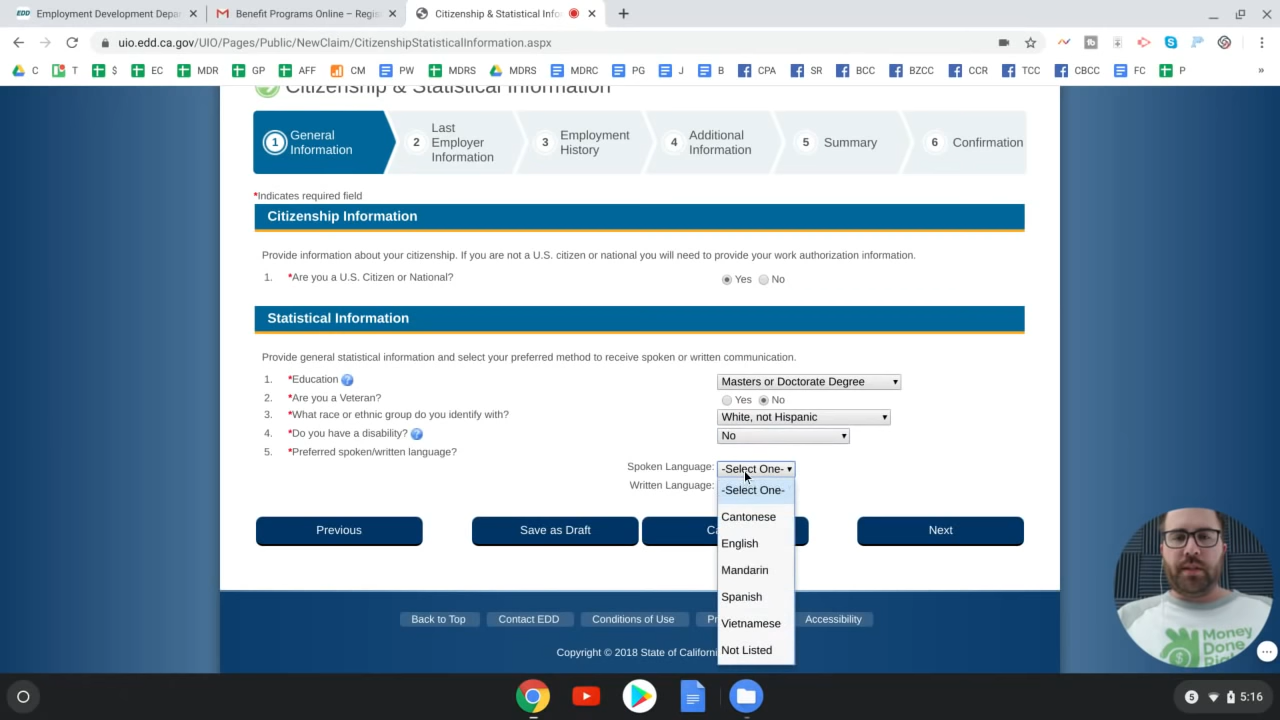 EDD Employment Development Depar
Benefit Programs Online – Regis
Citizenship & Statistical Info
uio.edd.ca.gov/UIO/Pages/Public/NewClaim/CitizenshipStatisticalInformation.aspx
C T $ EC MDR GP AFF CM PW MDRS MDRS MDRC PG J B CPA SR BCC BZCC CCR TCC CBCC FC P »
Citizenship & Statistical Information
1 General Information
2 Last Employer Information
3 Employment History
4 Additional Information
5 Summary
6 Confirmation
*Indicates required field
Citizenship Information
Provide information about your citizenship. If you are not a U.S. citizen or national you will need to provide your work authorization information.
1. *Are you a U.S. Citizen or National? Yes No
Statistical Information
Provide general statistical information and select your preferred method to receive spoken or written communication.
1. *Education ? Masters or Doctorate Degree
2. *Are you a Veteran? Yes No
3. *What race or ethnic group do you identify with? White, not Hispanic
4. *Do you have a disability? ? No
5. *Preferred spoken/written language?
Spoken Language: -Select One-
Written Language:
-Select One-
Cantonese
English
Mandarin
Spanish
Vietnamese
Not Listed
Previous Save as Draft Ca Next
Back to Top Contact EDD Conditions of Use Pr Accessibility
Copyright © 2018 State of Californi
Money
Done
Righ
5 5:16